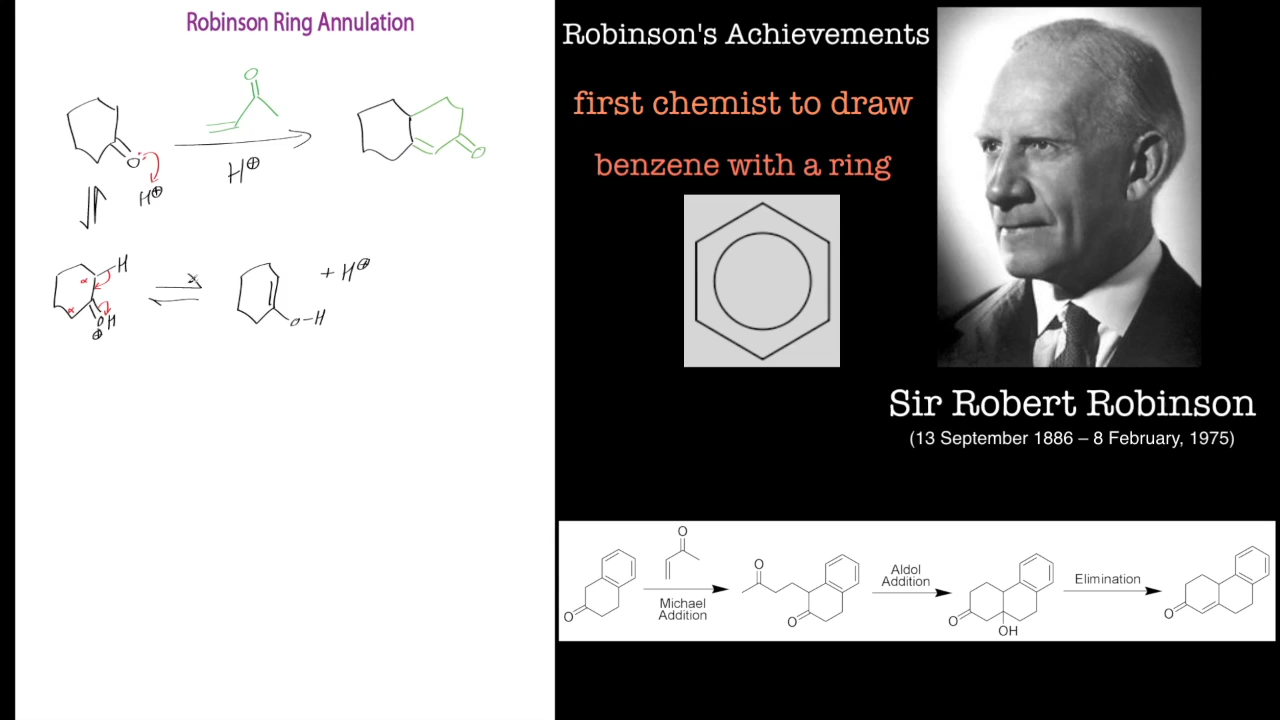 Robinson Ring Annulation
O
H⊕
O
H⊕
O
H
α
α
OH
⊕
O-H
+ H⊕
Robinson's Achievements
first chemist to draw
benzene with a ring
Sir Robert Robinson
(13 September 1886 – 8 February, 1975)
O
O
Michael
Addition
O
O
Aldol
Addition
O
OH
Elimination
O